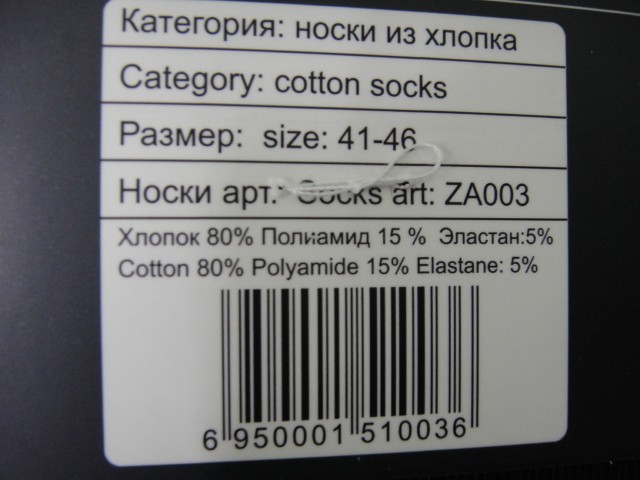 Категория: носки из хлопка
Category: cotton socks
Размер: size: 41-46
Носки арт.: Socks art: ZA003
Хлопок 80% Полиамид 15 % Эластан:5%
Cotton 80% Polyamide 15% Elastane: 5%
6 950001 510036